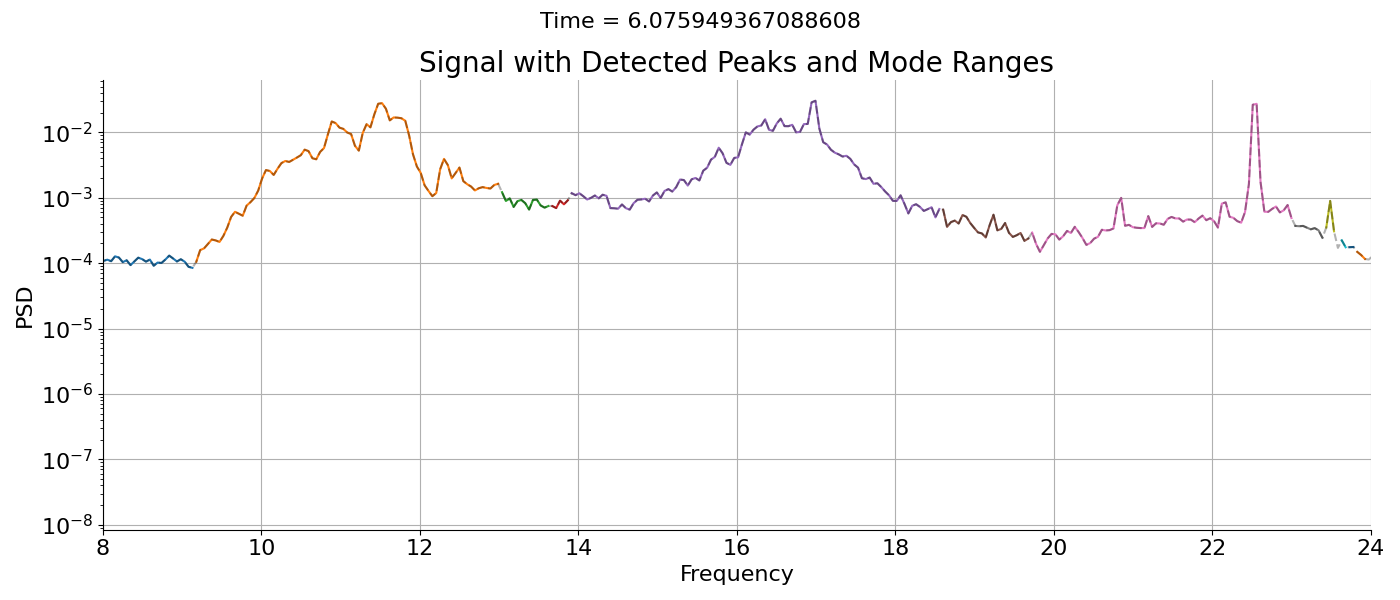 Time = 6.075949367088608
Signal with Detected Peaks and Mode Ranges
PSD
10⁻²
10⁻³
10⁻⁴
10⁻⁵
10⁻⁶
10⁻⁷
10⁻⁸
8 10 12 14 16 18 20 22 24
Frequency